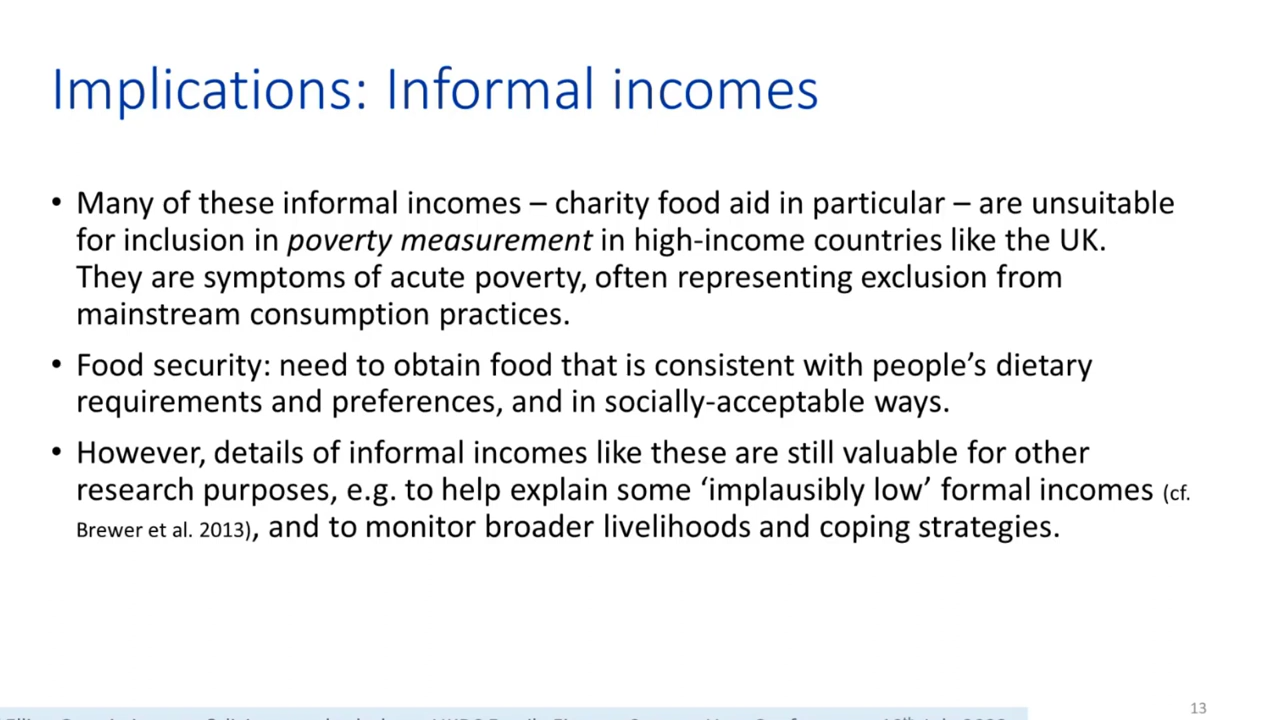 Implications: Informal incomes
• Many of these informal incomes – charity food aid in particular – are unsuitable
for inclusion in poverty measurement in high-income countries like the UK.
They are symptoms of acute poverty, often representing exclusion from
mainstream consumption practices.
• Food security: need to obtain food that is consistent with people’s dietary
requirements and preferences, and in socially-acceptable ways.
• However, details of informal incomes like these are still valuable for other
research purposes, e.g. to help explain some ‘implausibly low’ formal incomes (cf.
Brewer et al. 2013), and to monitor broader livelihoods and coping strategies.
13